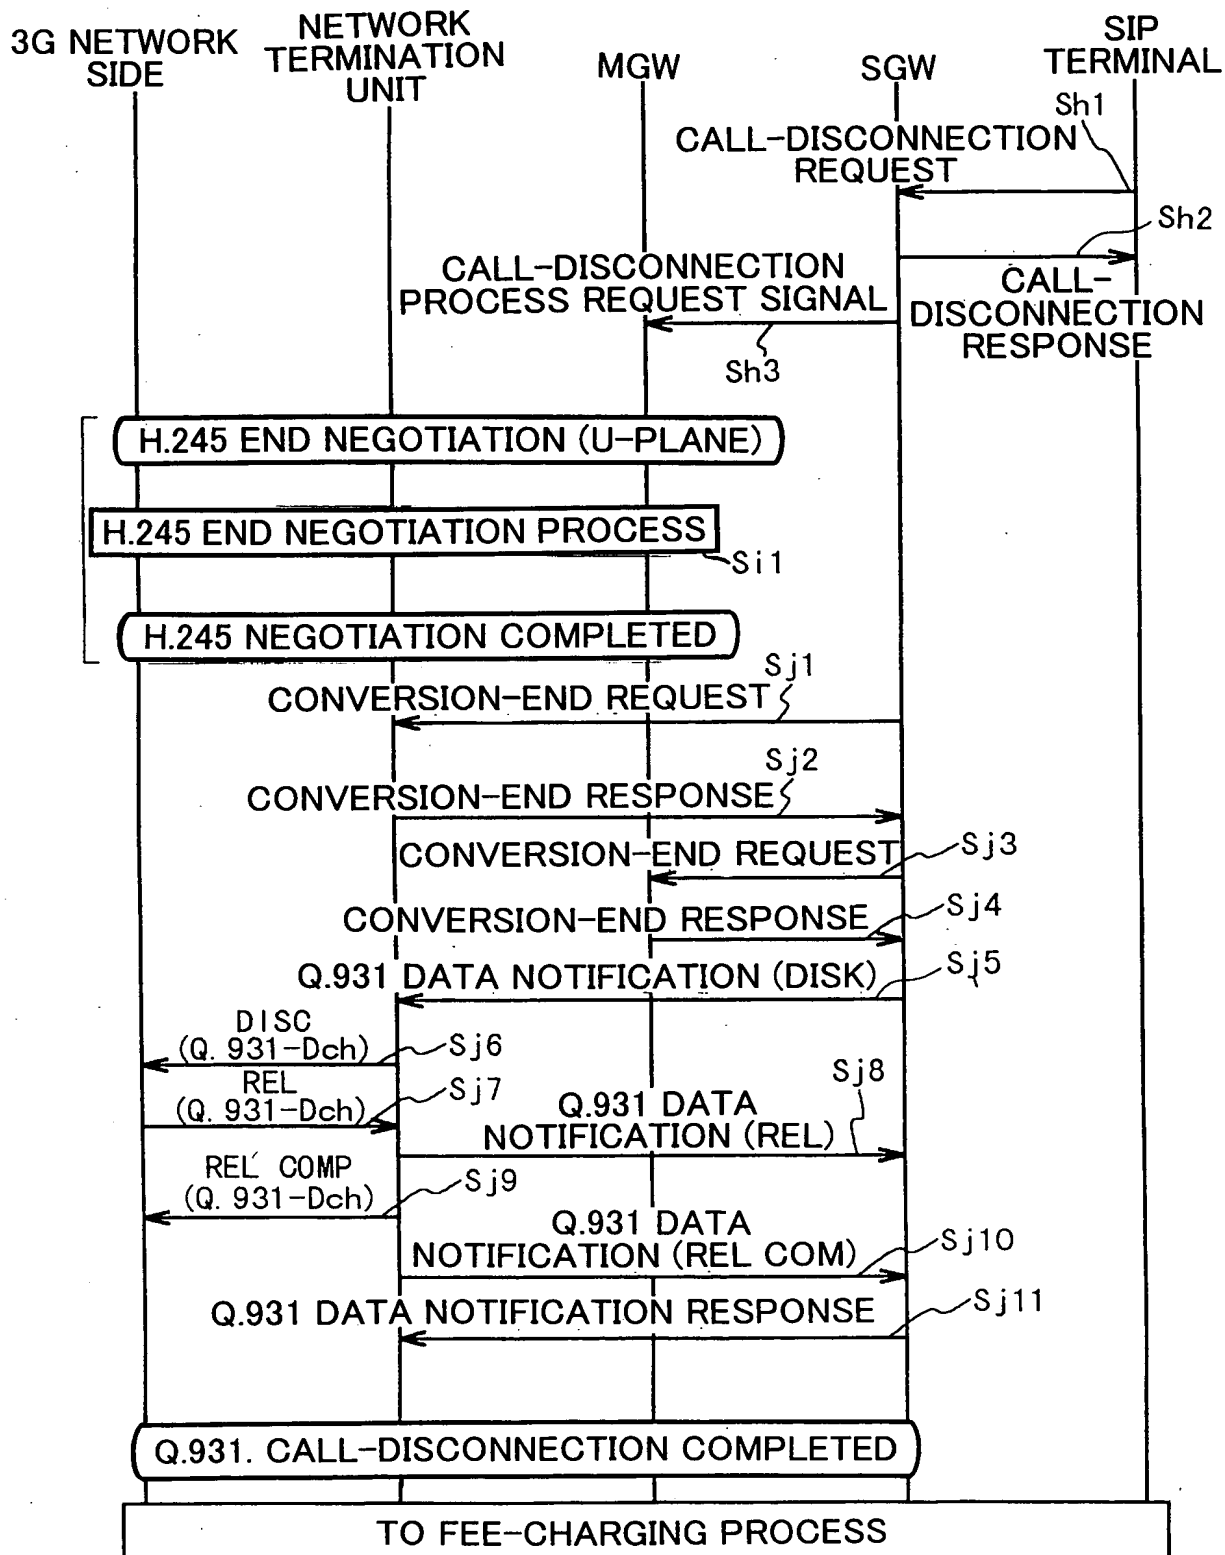 3G NETWORK
SIDE
NETWORK
TERMINATION
UNIT
MGW
SGW
SIP
TERMINAL
Sh1
CALL-DISCONNECTION
REQUEST
Sh2
CALL-
DISCONNECTION
RESPONSE
CALL-DISCONNECTION
PROCESS REQUEST SIGNAL
Sh3
H.245 END NEGOTIATION (U-PLANE)
H.245 END NEGOTIATION PROCESS
Si1
H.245 NEGOTIATION COMPLETED
Sj1
CONVERSION-END REQUEST
Sj2
CONVERSION-END RESPONSE
CONVERSION-END REQUEST
Sj3
CONVERSION-END RESPONSE
Sj4
Q.931 DATA NOTIFICATION (DISK)
Sj5
DISC
(Q. 931-Dch)
Sj6
REL
(Q. 931-Dch)
Sj7
Sj8
Q.931 DATA
NOTIFICATION (REL)
REL COMP
(Q. 931-Dch)
Sj9
Q.931 DATA
NOTIFICATION (REL COM)
Sj10
Q.931 DATA NOTIFICATION RESPONSE
Sj11
Q.931. CALL-DISCONNECTION COMPLETED
TO FEE-CHARGING PROCESS